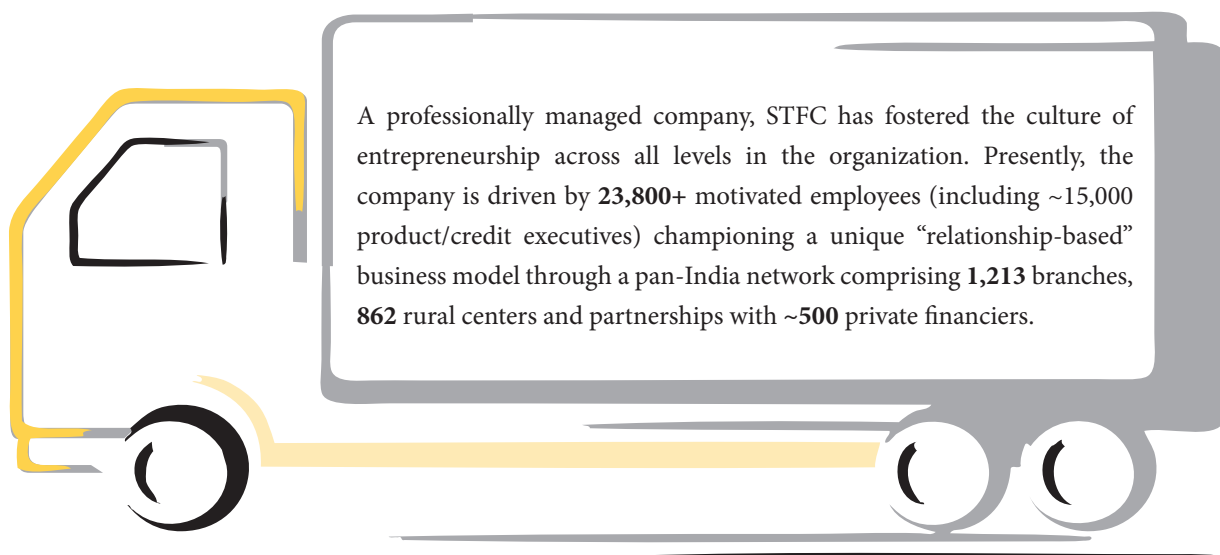 A professionally managed company, STFC has fostered the culture of
entrepreneurship across all levels in the organization. Presently, the
company is driven by 23,800+ motivated employees (including ~15,000
product/credit executives) championing a unique “relationship-based”
business model through a pan-India network comprising 1,213 branches,
862 rural centers and partnerships with ~500 private financiers.